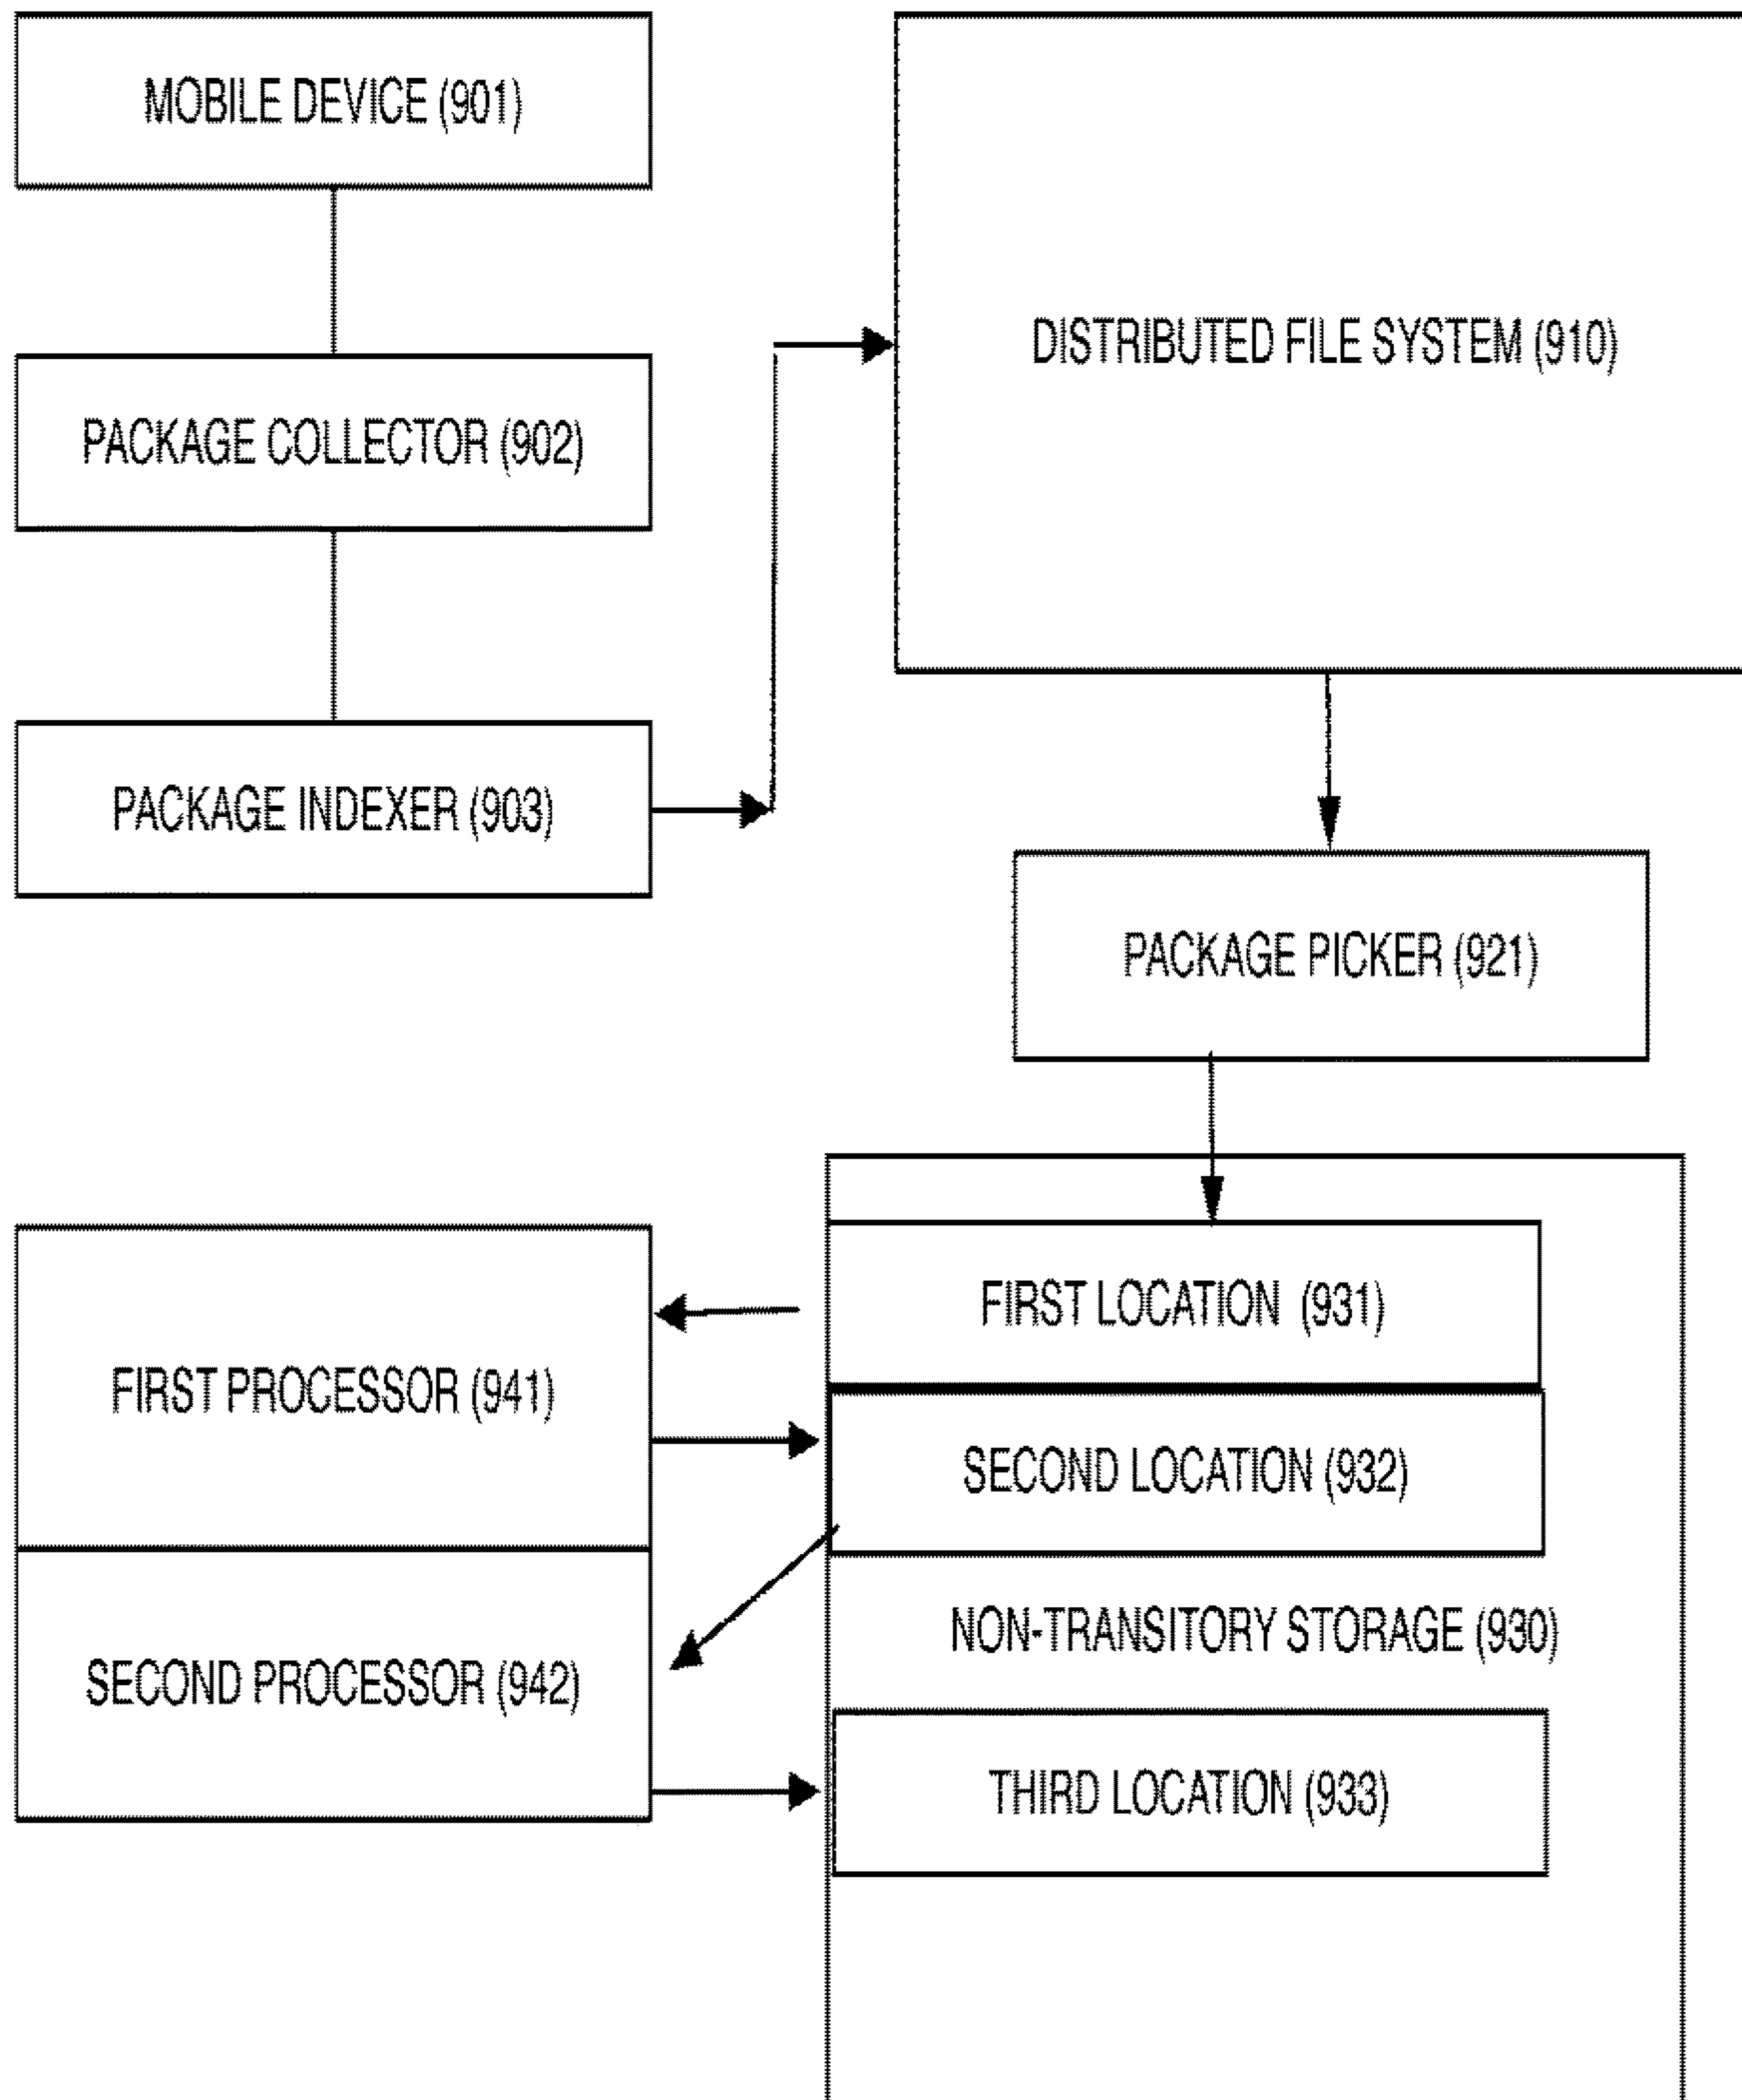 MOBILE DEVICE (901)
DISTRIBUTED FILE SYSTEM (910)
PACKAGE COLLECTOR (902)
PACKAGE INDEXER (903)
PACKAGE PICKER (921)
FIRST LOCATION (931)
FIRST PROCESSOR (941)
SECOND LOCATION (932)
NON-TRANSITORY STORAGE (930)
SECOND PROCESSOR (942)
THIRD LOCATION (933)